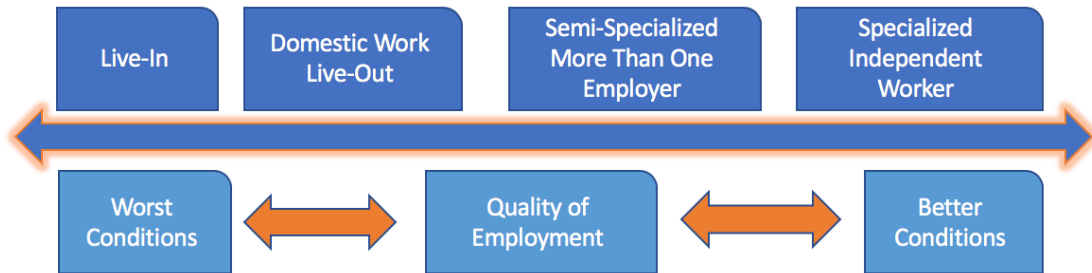 Live-In
Domestic Work
Live-Out
Semi-Specialized
More Than One
Employer
Specialized
Independent
Worker
Worst
Conditions
Quality of
Employment
Better
Conditions